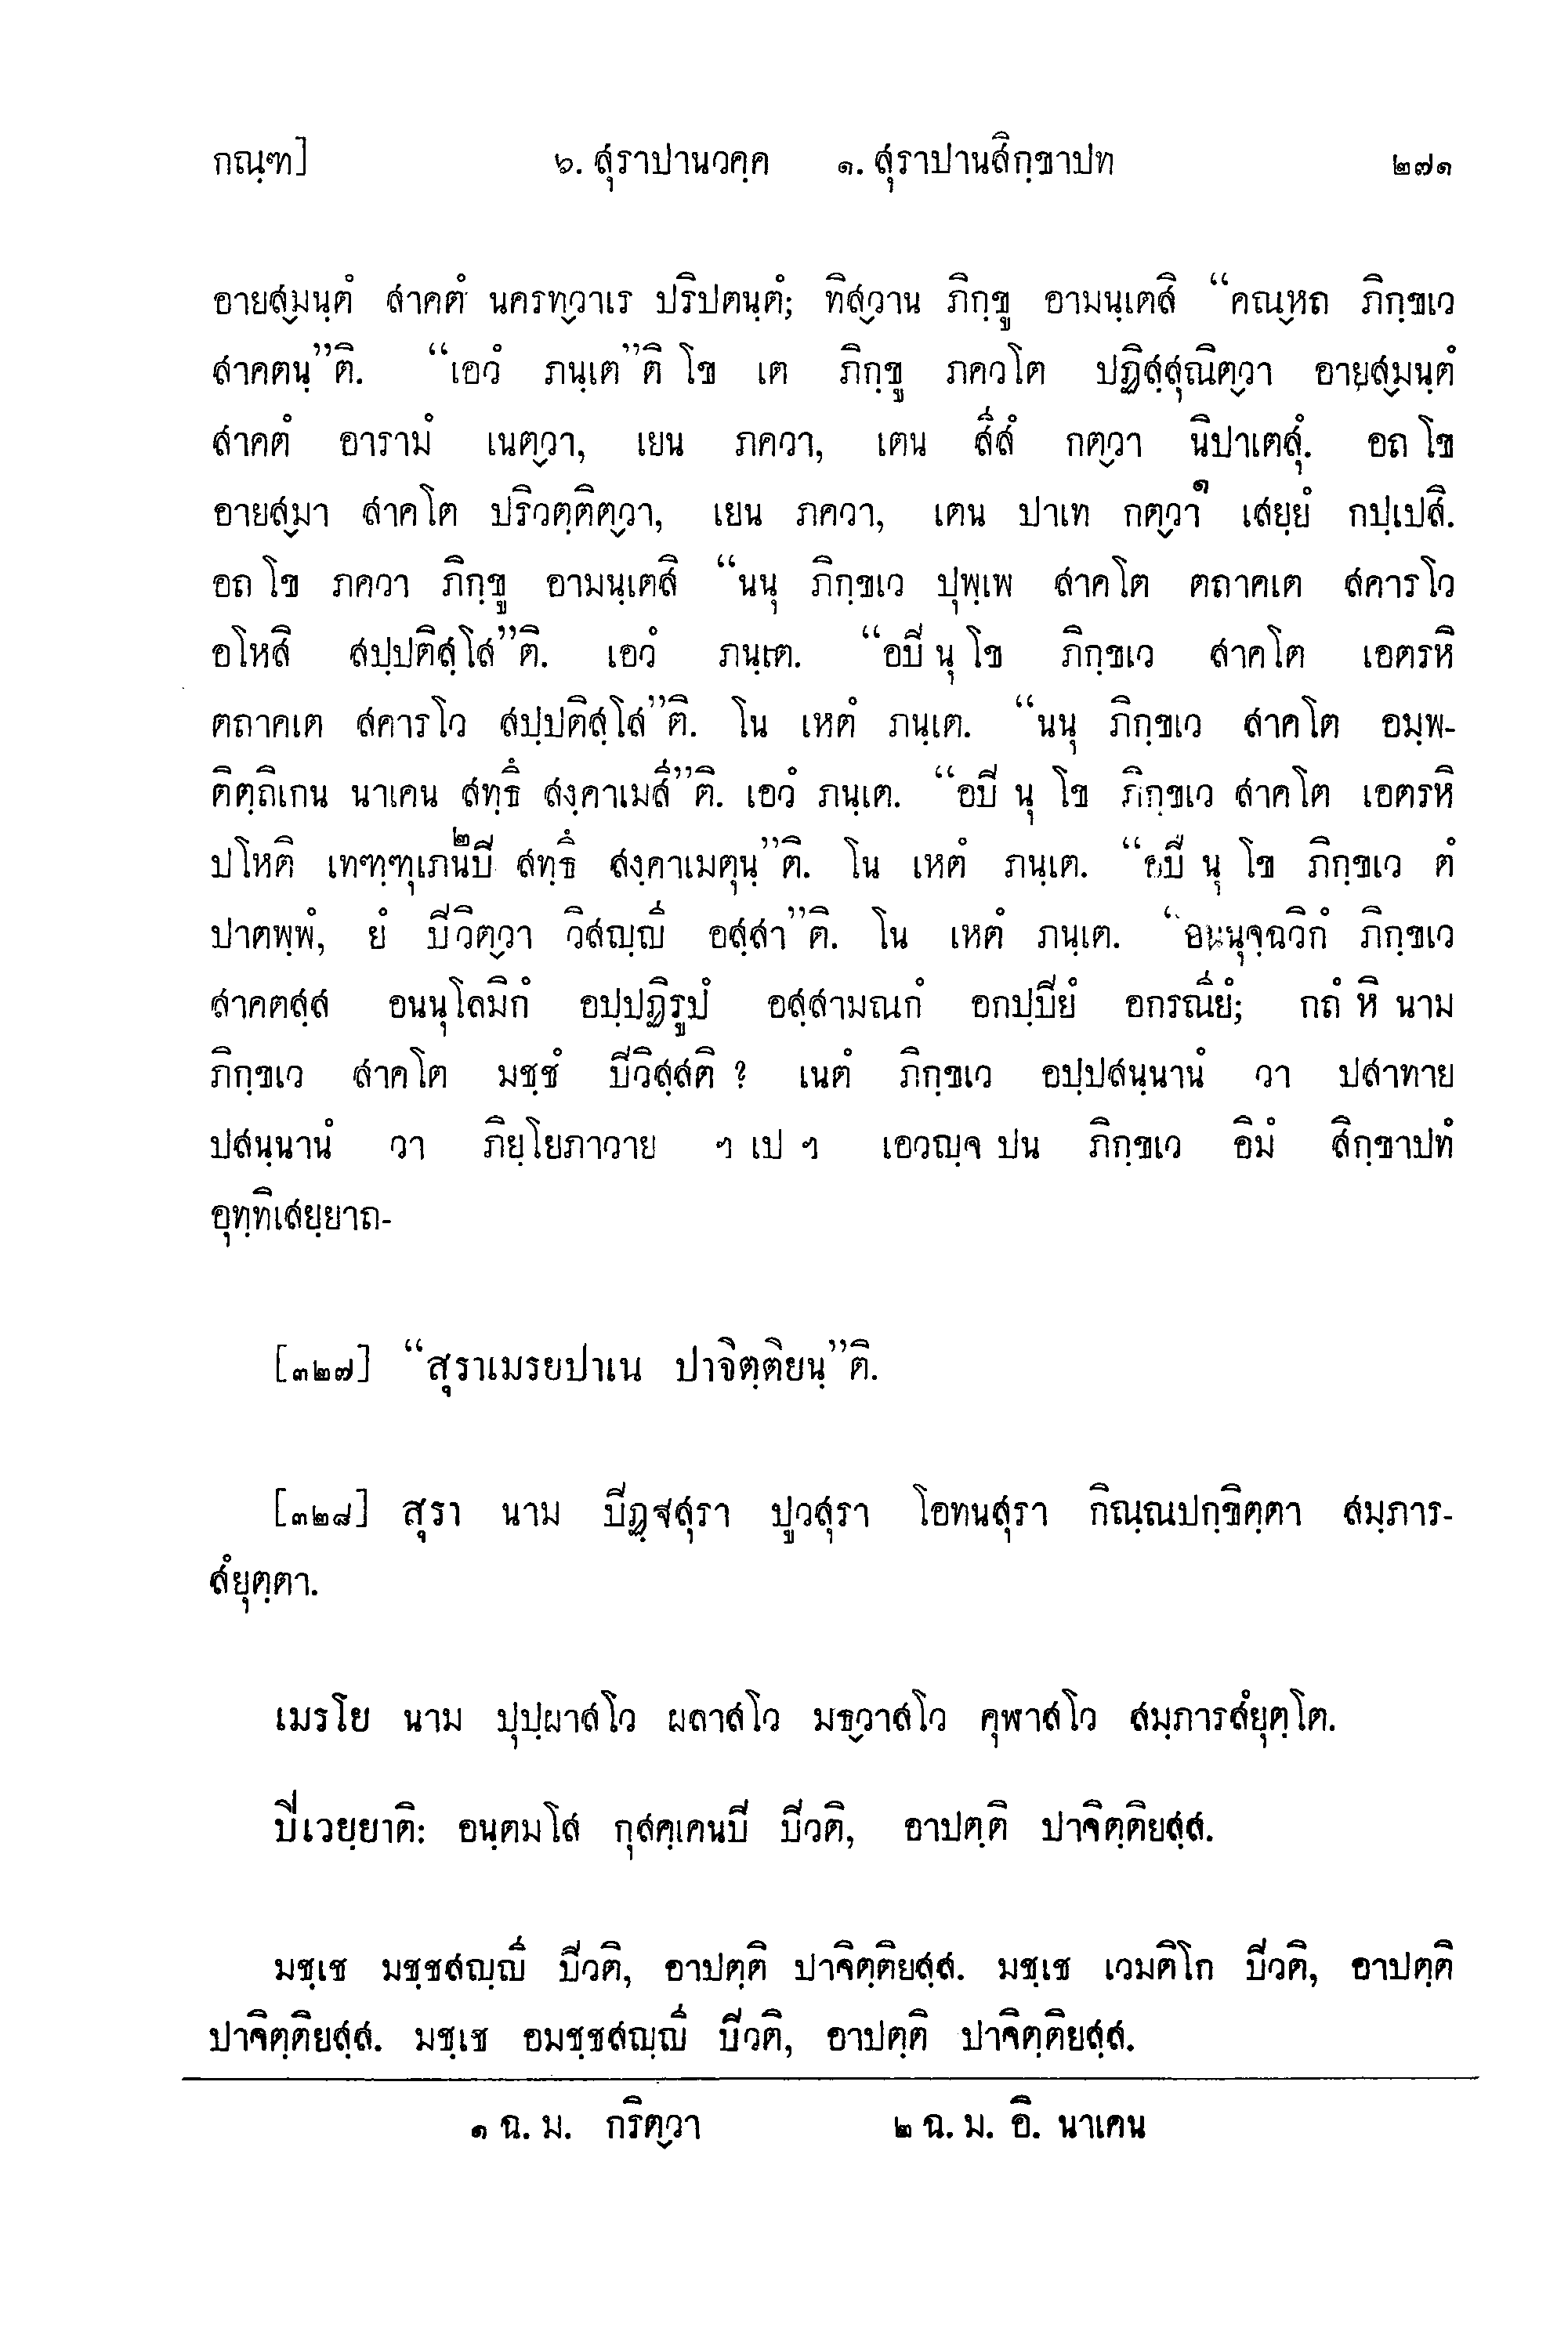 กณฺฑ] ๖. สุราปานวคฺค ๑. สุราปานสิกฺขาปท ๒๗๑
อายสฺมนฺตํ สาคตํ นครทฺวาเร ปริปตนฺตํ; ทิสฺวาน ภิกฺขู อามนฺเตสิ “คณฺหถ ภิกฺขเว
สาคตนฺ”ติ. “เอวํ ภนฺเต”ติ โข เต ภิกฺขู ภควโต ปฏิสฺสุณิตฺวา อายสฺมนฺตํ
สาคตํ อารามํ เนตฺวา, เยน ภควา, เตน สีสํ กตฺวา นิปาเตสุํ. อถ โข
อายสฺมา สาคโต ปริวตฺติตฺวา, เยน ภควา, เตน ปาเท กตฺวา๑ เสยฺยํ กปฺเปสิ.
อถ โข ภควา ภิกฺขู อามนฺเตสิ “นนุ ภิกฺขเว ปุพฺเพ สาคโต ตถาคเต สคารโว
อโหสิ สปฺปติสฺโส”ติ. เอวํ ภนฺเต. “อปิ นุ โข ภิกฺขเว สาคโต เอตรหิ
ตถาคเต สคารโว สปฺปติสฺโส”ติ. โน เหตํ ภนฺเต. “นนุ ภิกฺขเว สาคโต อมฺพ-
ติตฺถิเกน นาเคน สทฺธึ สงฺคาเมสี”ติ. เอวํ ภนฺเต. “อปิ นุ โข ภิกฺขเว สาคโต เอตรหิ
ปโหติ เทฑฺฑุเภน๒ปิ สทฺธึ สงฺคาเมตุนฺ”ติ. โน เหตํ ภนฺเต. “อปิ นุ โข ภิกฺขเว ตํ
ปาตพฺพํ, ยํ ปิวิตฺวา วิสญฺญี อสฺสา”ติ. โน เหตํ ภนฺเต. “อนนุจฺฉวิกํ ภิกฺขเว
สาคตสฺส อนนุโลมิกํ อปฺปฏิรูปํ อสฺสามณกํ อกปฺปิยํ อกรณียํ; กถํ หิ นาม
ภิกฺขเว สาคโต มชฺชํ ปิวิสฺสติ ? เนตํ ภิกฺขเว อปฺปสนฺนานํ วา ปสาทาย
ปสนฺนานํ วา ภิยฺโยภาวาย ฯ เป ฯ เอวญฺจ ปน ภิกฺขเว อิมํ สิกฺขาปทํ
อุทฺทิเสยฺยาถ-
[๓๒๗] “สุราเมรยปาเน ปาจิตฺติยนฺ”ติ.
[๓๒๘] สุรา นาม ปิฏฺฐสุรา ปูวสุรา โอทนสุรา กิณฺณปกฺขิตฺตา สมฺภาร-
สํยุตฺตา.
เมรโย นาม ปุปฺผาสโว ผลาสโว มธฺวาสโว คุฬาสโว สมฺภารสํยุตฺโต.
ปิเวยฺยาติ: อนฺตมโส กุสคฺเคนปิ ปิวติ, อาปตฺติ ปาจิตฺติยสฺส.
มชฺเช มชฺชสญฺญี ปิวติ, อาปตฺติ ปาจิตฺติยสฺส. มชฺเช เวมติโก ปิวติ, อาปตฺติ
ปาจิตฺติยสฺส. มชฺเช อมชฺชสญฺญี ปิวติ, อาปตฺติ ปาจิตฺติยสฺส.
๑ ฉ. ม. กริตฺวา ๒ ฉ. ม. อิ. นาเคน